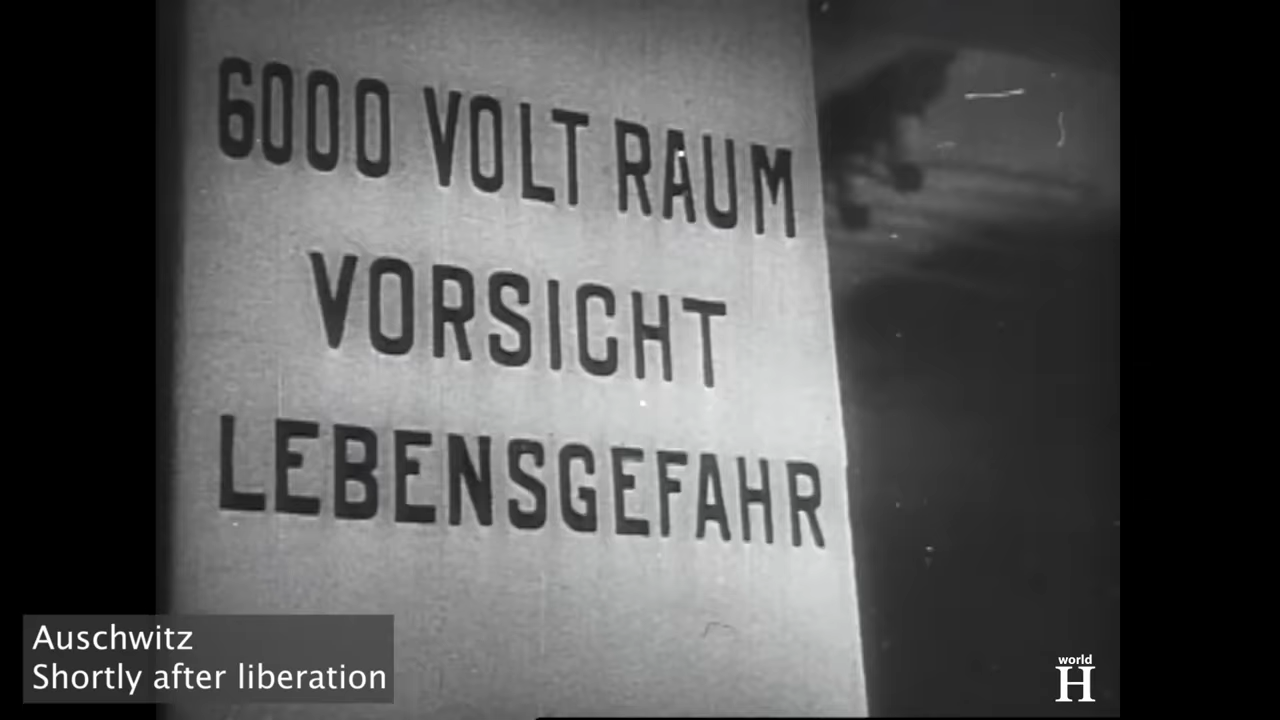 6000 VOLT RAUM
VORSICHT
LEBENSGEFAHR
Auschwitz
Shortly after liberation
world
H